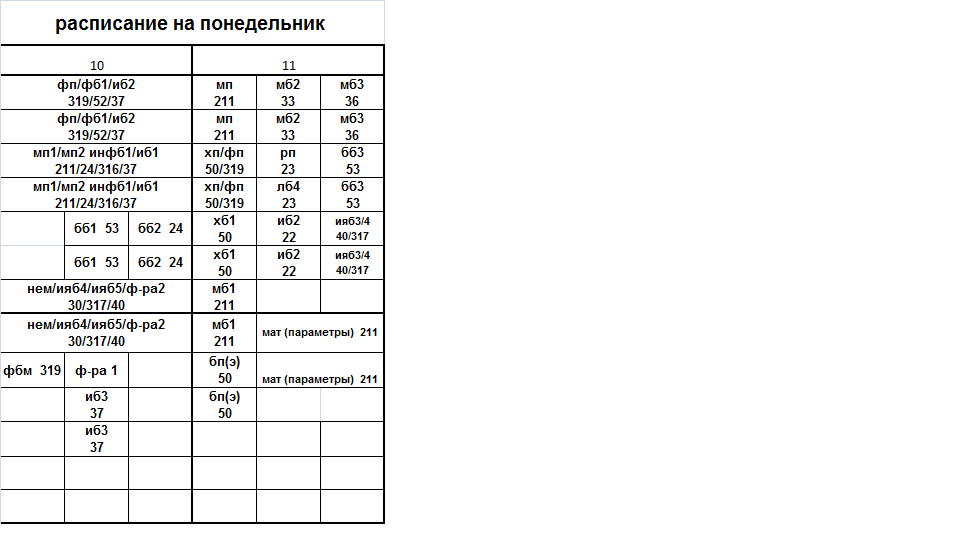 расписание на понедельник
10 11
фп/фб1/иб2 мп мб2 мб3
319/52/37 211 33 36
фп/фб1/иб2 мп мб2 мб3
319/52/37 211 33 36
мп1/мп2 инфб1/иб1 хп/фп рп бб3
211/24/316/37 50/319 23 53
мп1/мп2 инфб1/иб1 хп/фп лб4 бб3
211/24/316/37 50/319 23 53
бб1 53 бб2 24 хб1 иб2 ияб3/4
50 22 40/317
бб1 53 бб2 24 хб1 иб2 ияб3/4
50 22 40/317
нем/ияб4/ияб5/ф-ра2 мб1
30/317/40 211
нем/ияб4/ияб5/ф-ра2 мб1 мат (параметры) 211
30/317/40 211
фбм 319 ф-ра 1 бп(э)
50 мат (параметры) 211
иб3 бп(э)
37 50
иб3
37